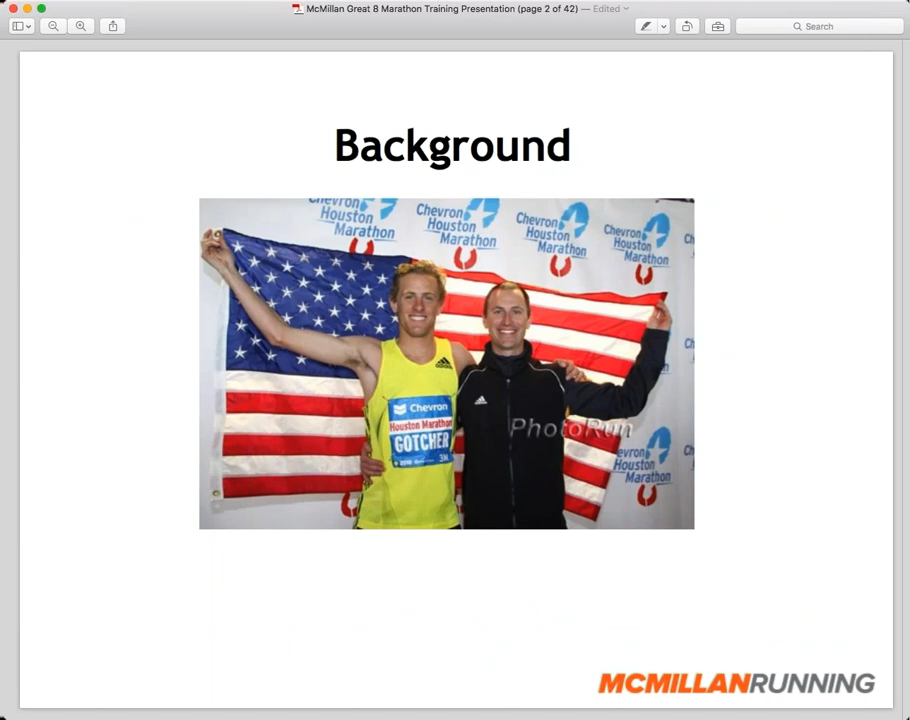 McMillan Great 8 Marathon Training Presentation (page 2 of 42) — Edited
Search
Background
Chevron
Houston
Marathon
Chevron
Houston
Marathon
Chevron
Houston
Marathon
Chevron
Houston
Marathon
Chevron
Houston Marathon
GOTCHER
adidas
PhotoRun
Houston
Marathon
MCMILLANRUNNING